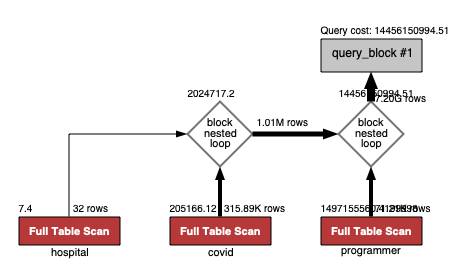 Query cost: 14456150994.51
query_block #1
2024717.2
14456150994.51
7.20G rows
block
nested
loop
1.01M rows
block
nested
loop
7.4
32 rows
205166.12
315.89K rows
rows
Full Table Scan
Full Table Scan
Full Table Scan
hospital
covid
programmer